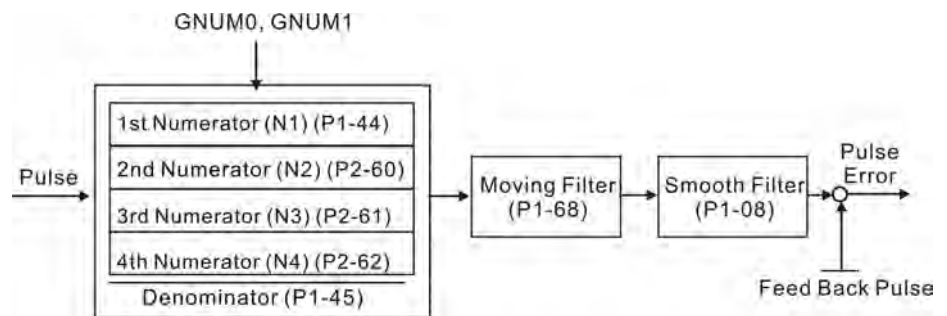 GNUM0, GNUM1
Pulse
1st Numerator (N1) (P1-44)
2nd Numerator (N2) (P2-60)
3rd Numerator (N3) (P2-61)
4th Numerator (N4) (P2-62)
Denominator (P1-45)
Moving Filter
(P1-68)
Smooth Filter
(P1-08)
Pulse
Error
Feed Back Pulse